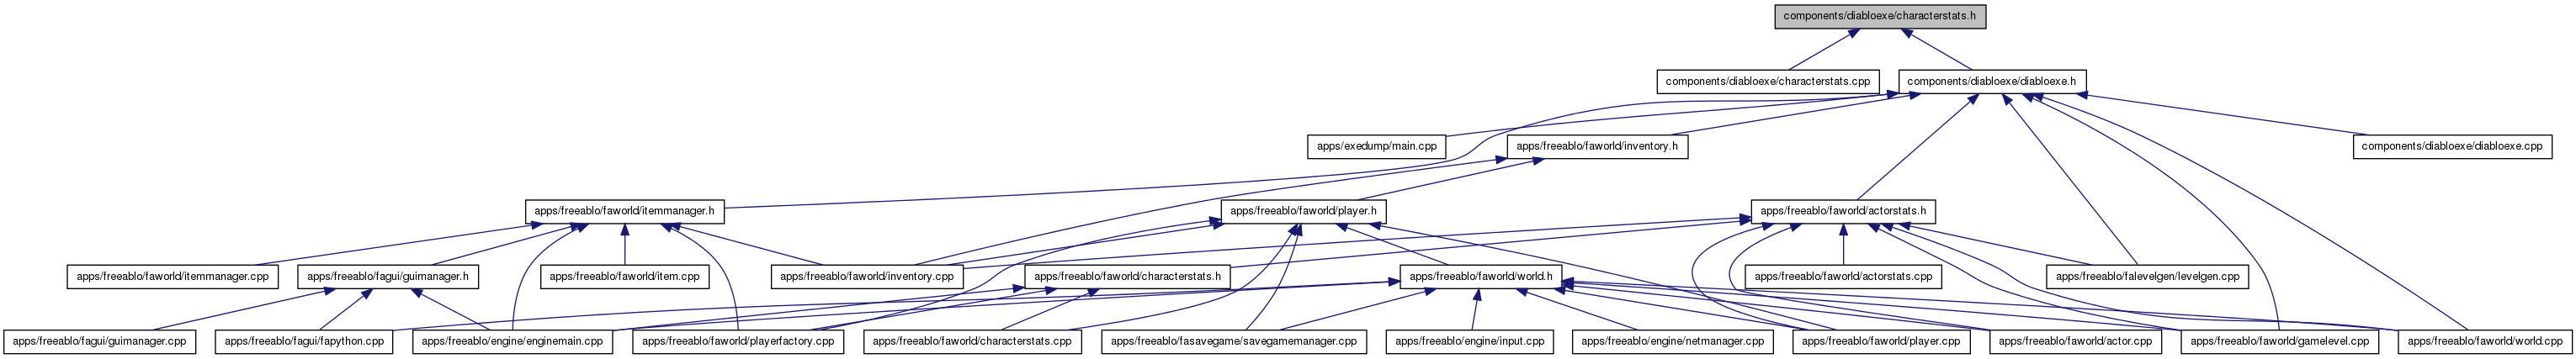 components/diabloexe/characterstats.h
components/diabloexe/characterstats.cpp
components/diabloexe/diabloexe.h
apps/exedump/main.cpp
apps/freeablo/faworld/inventory.h
components/diabloexe/diabloexe.cpp
apps/freeablo/faworld/itemmanager.h
apps/freeablo/faworld/player.h
apps/freeablo/faworld/actorstats.h
apps/freeablo/faworld/itemmanager.cpp
apps/freeablo/fagui/guimanager.h
apps/freeablo/faworld/item.cpp
apps/freeablo/faworld/inventory.cpp
apps/freeablo/faworld/characterstats.h
apps/freeablo/faworld/world.h
apps/freeablo/faworld/actorstats.cpp
apps/freeablo/falevelgen/levelgen.cpp
apps/freeablo/fagui/guimanager.cpp
apps/freeablo/fagui/fapython.cpp
apps/freeablo/engine/enginemain.cpp
apps/freeablo/faworld/playerfactory.cpp
apps/freeablo/faworld/characterstats.cpp
apps/freeablo/fasavegame/savegamemanager.cpp
apps/freeablo/engine/input.cpp
apps/freeablo/engine/netmanager.cpp
apps/freeablo/faworld/player.cpp
apps/freeablo/faworld/actor.cpp
apps/freeablo/faworld/gamelevel.cpp
apps/freeablo/faworld/world.cpp